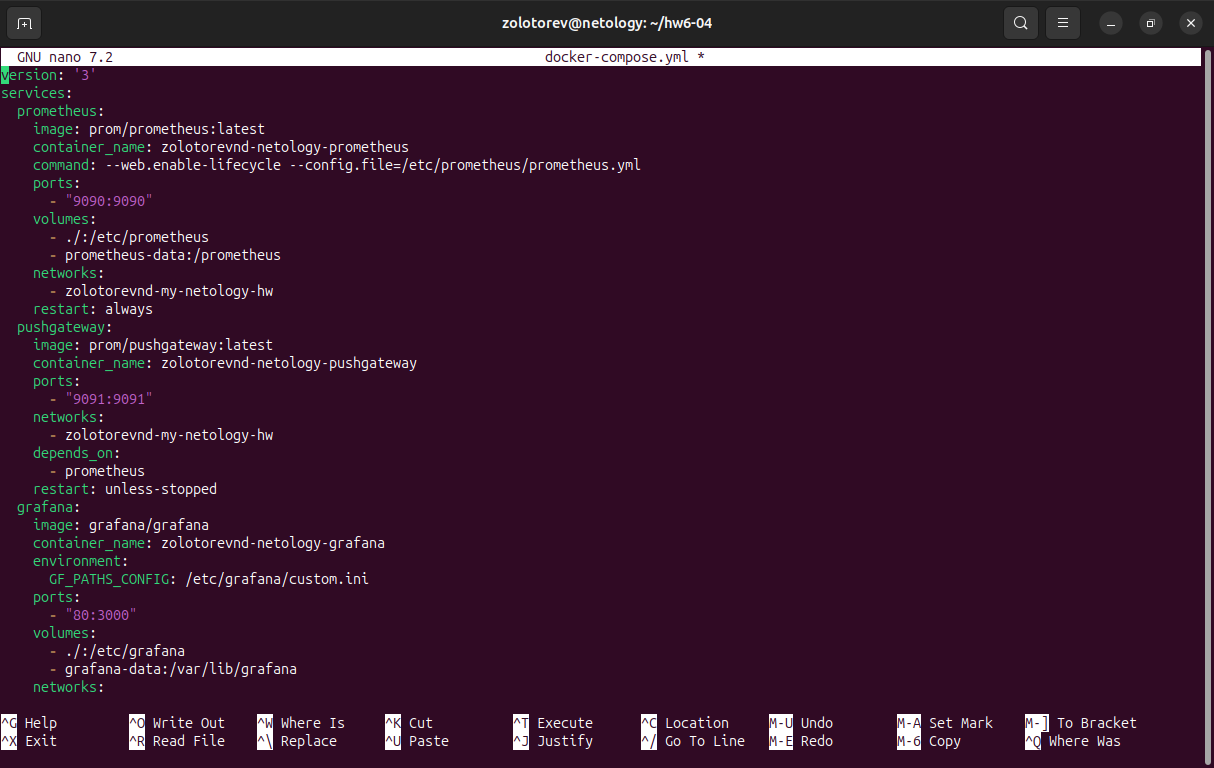 zolotorev@netology: ~/hw6-04
GNU nano 7.2 docker-compose.yml *
version: '3'
services:
  prometheus:
    image: prom/prometheus:latest
    container_name: zolotorevnd-netology-prometheus
    command: --web.enable-lifecycle --config.file=/etc/prometheus/prometheus.yml
    ports:
      - "9090:9090"
    volumes:
      - ./:/etc/prometheus
      - prometheus-data:/prometheus
    networks:
      - zolotorevnd-my-netology-hw
    restart: always
  pushgateway:
    image: prom/pushgateway:latest
    container_name: zolotorevnd-netology-pushgateway
    ports:
      - "9091:9091"
    networks:
      - zolotorevnd-my-netology-hw
    depends_on:
      - prometheus
    restart: unless-stopped
  grafana:
    image: grafana/grafana
    container_name: zolotorevnd-netology-grafana
    environment:
      GF_PATHS_CONFIG: /etc/grafana/custom.ini
    ports:
      - "80:3000"
    volumes:
      - ./:/etc/grafana
      - grafana-data:/var/lib/grafana
    networks:
^G Help ^O Write Out ^W Where Is ^K Cut ^T Execute ^C Location M-U Undo M-A Set Mark M-] To Bracket
^X Exit ^R Read File ^\ Replace ^U Paste ^J Justify ^/ Go To Line M-E Redo M-6 Copy ^Q Where Was